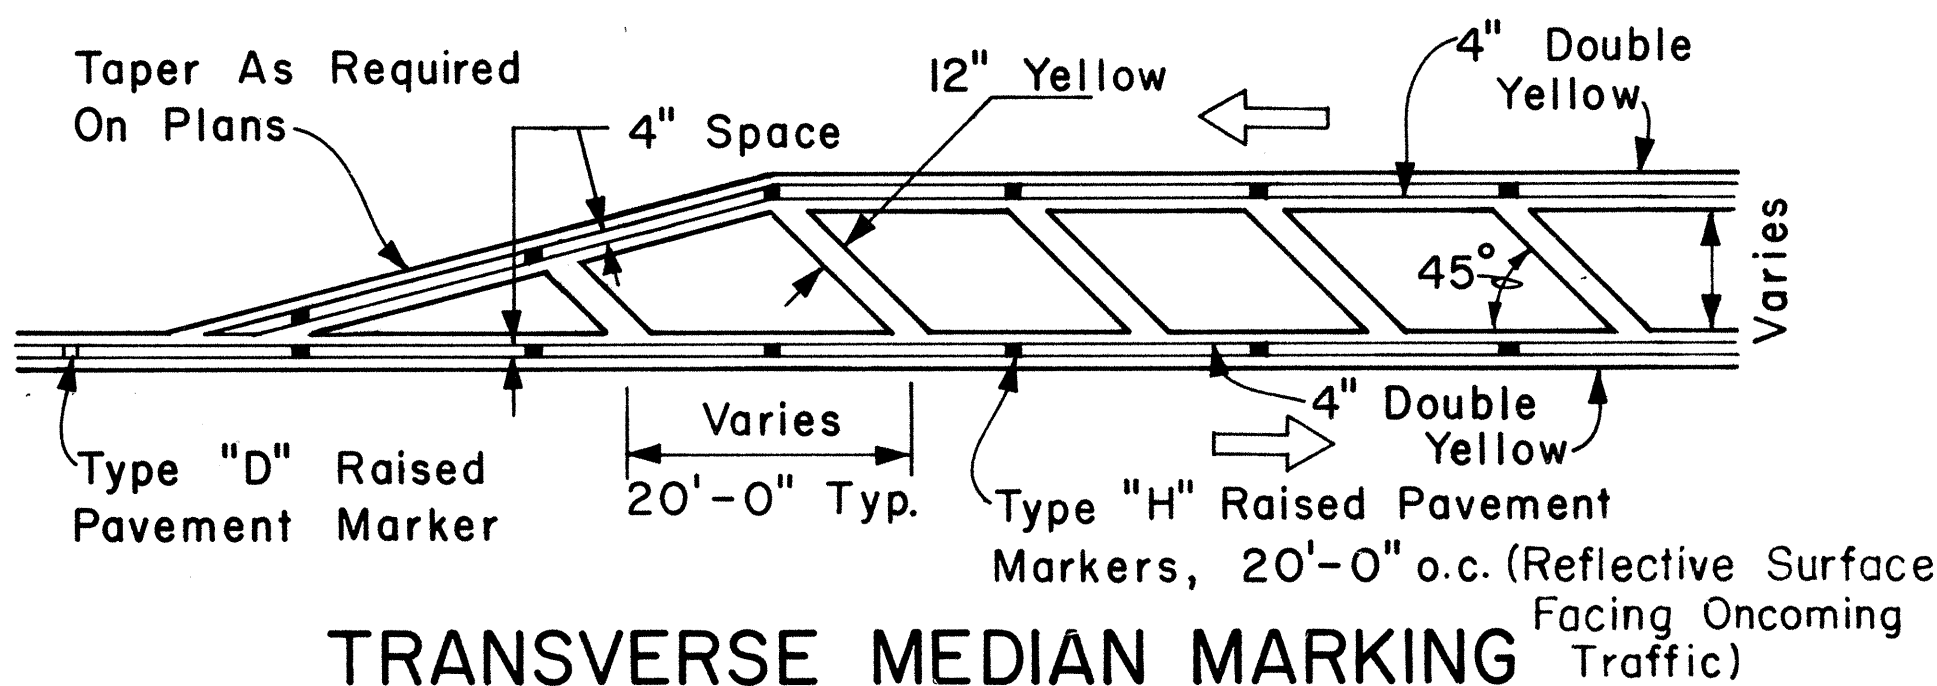 Taper As Required
On Plans
4" Space
12" Yellow
4" Double
Yellow
45°
Varies
Type "D" Raised
Pavement Marker
Varies
20'-0" Typ.
4" Double
Yellow
Type "H" Raised Pavement
Markers, 20'-0" o.c. (Reflective Surface
Facing Oncoming
Traffic)
TRANSVERSE MEDIAN MARKING